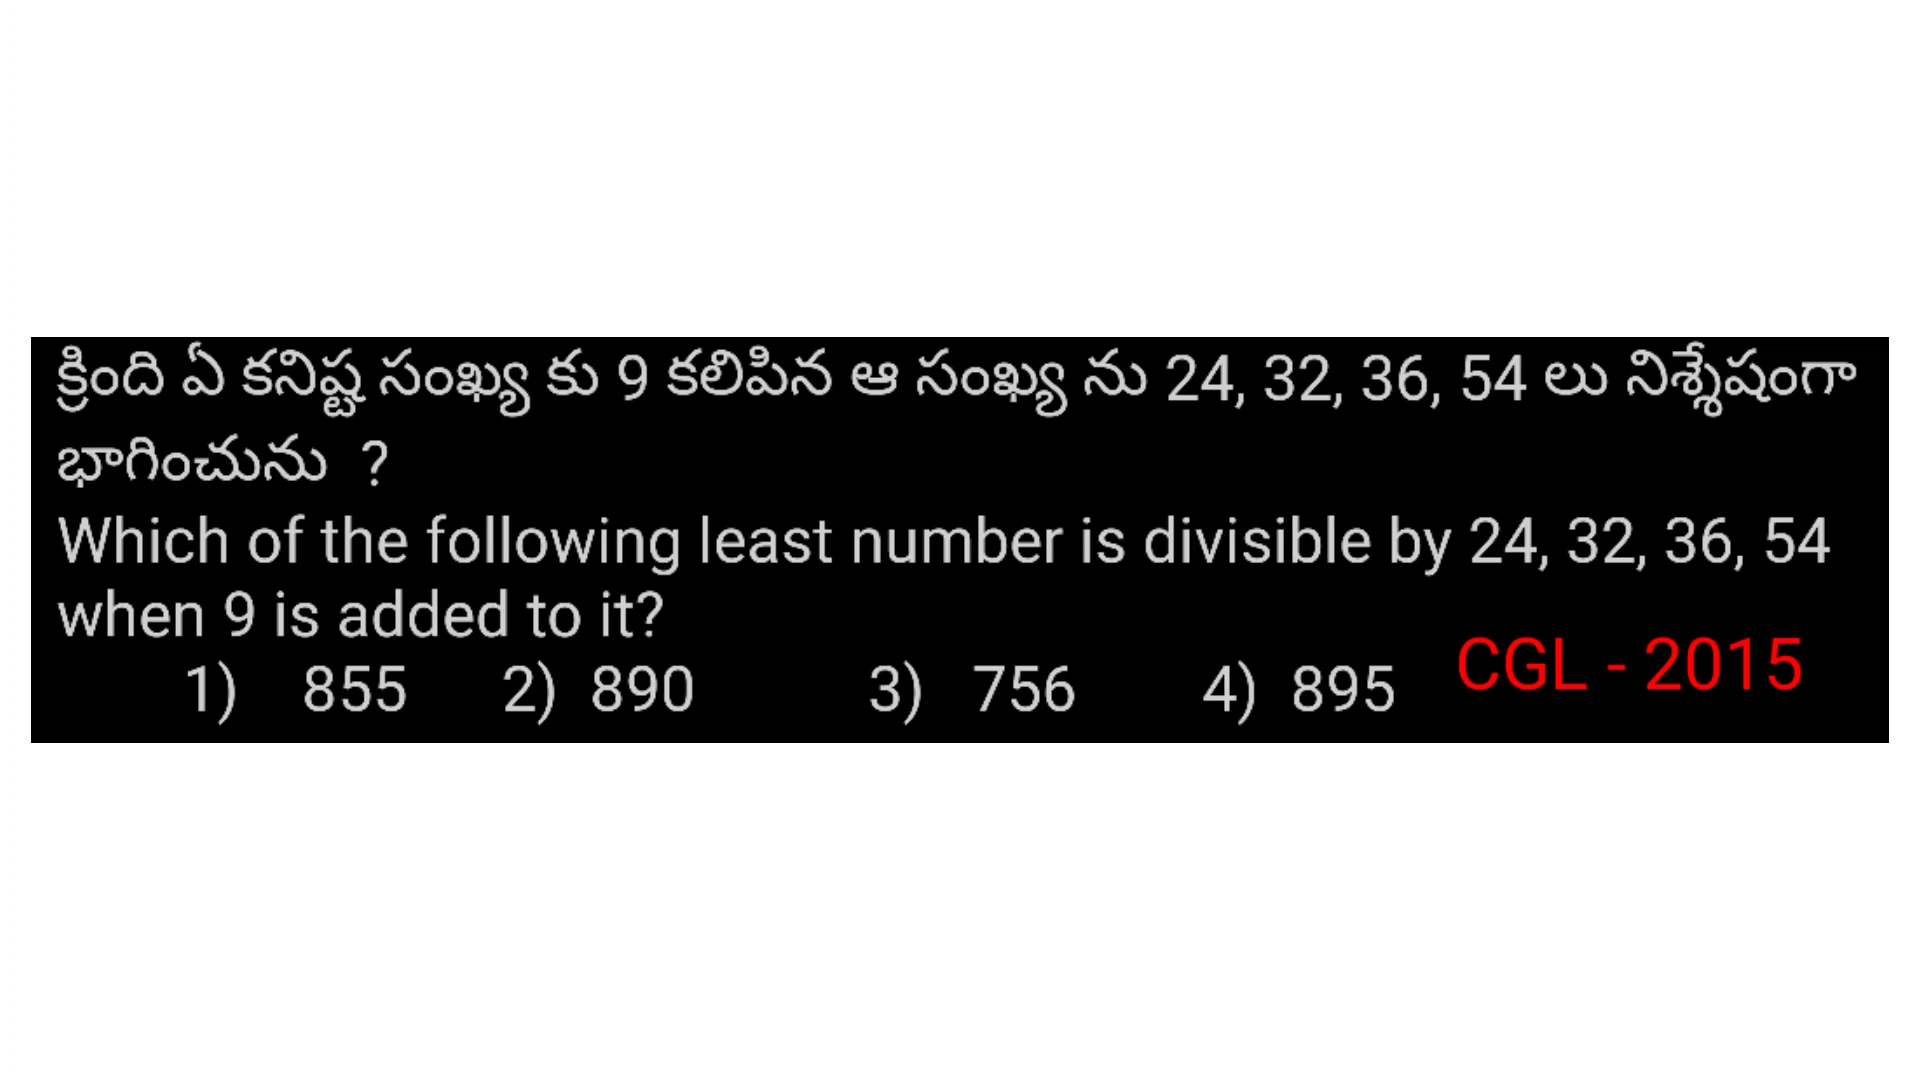 క్రింది ఏ కనిష్ట సంఖ్య కు 9 కలిపిన ఆ సంఖ్య ను 24, 32, 36, 54 లు నిశ్శేషంగా
భాగించును ?
Which of the following least number is divisible by 24, 32, 36, 54
when 9 is added to it?
1) 855 2) 890 3) 756 4) 895 CGL - 2015